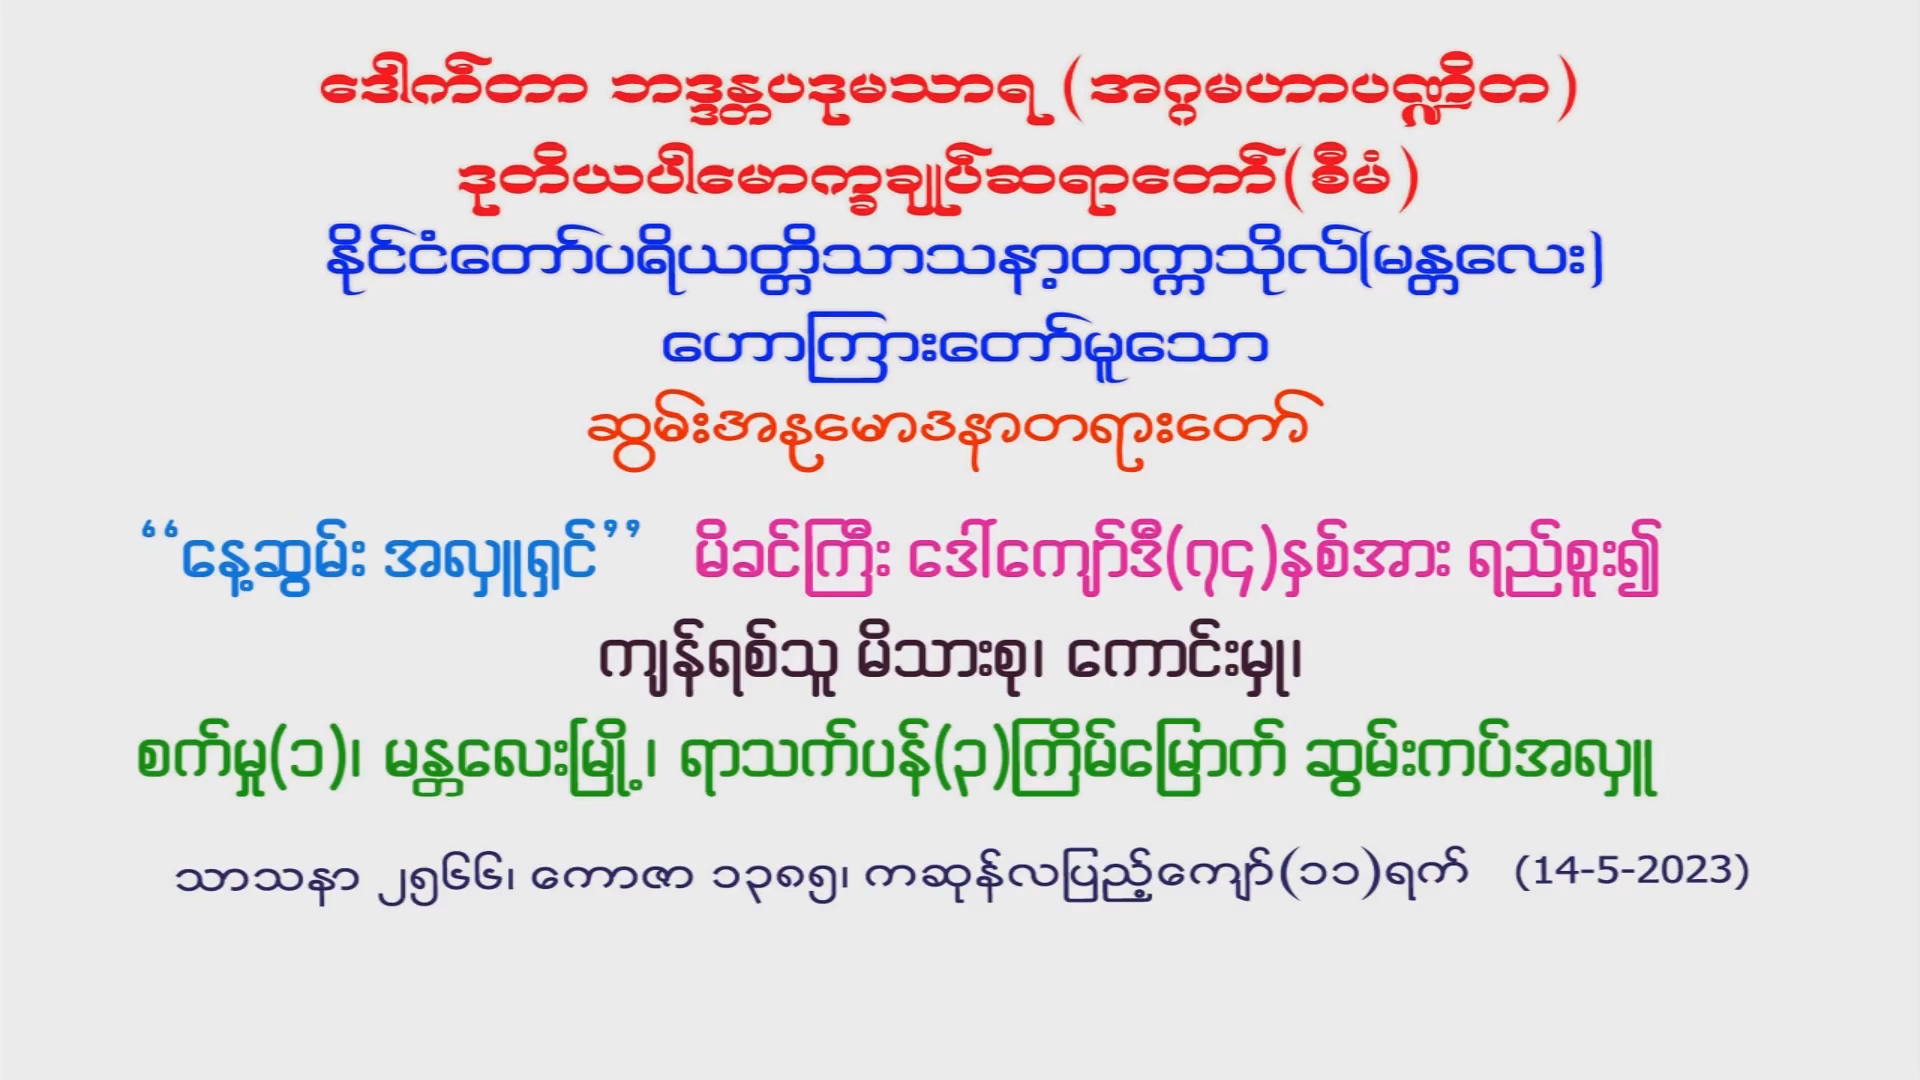 ဒေါက်တာ ဘဒ္ဒန္တပဒုမသာရ (အဂ္ဂမဟာပဏ္ဍိတ)
ဒုတိယပါမောက္ခချုပ်ဆရာတော်(စီမံ)
နိုင်ငံတော်ပရိယတ္တိသာသနာ့တက္ကသိုလ်(မန္တလေး)
ဟောကြားတော်မူသော
ဆွမ်းအနုမောဒနာတရားတော်
“နေ့ဆွမ်း အလှူရှင်” မိခင်ကြီး ဒေါ်ကျော်ဒီ(၇၄)နှစ်အား ရည်စူး၍
ကျန်ရစ်သူ မိသားစု၊ ကောင်းမှု၊
စက်မှု(၁)၊ မန္တလေးမြို့၊ ရာသက်ပန်(၃)ကြိမ်မြောက် ဆွမ်းကပ်အလှူ
သာသနာ ၂၅၆၆၊ ကောဇာ ၁၃၈၅၊ ကဆုန်လပြည့်ကျော်(၁၁)ရက် (14-5-2023)